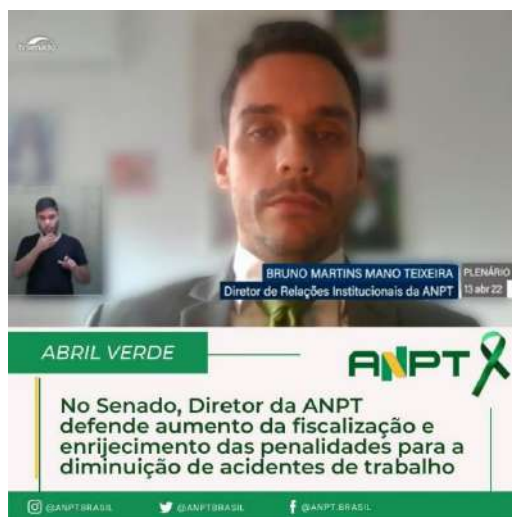 TV Senado
BRUNO MARTINS MANO TEIXEIRA
Diretor de Relações Institucionais da ANPT
PLENÁRIO
13 abr 22
ABRIL VERDE
ANPT
No Senado, Diretor da ANPT
defende aumento da fiscalização e
enrijecimento das penalidades para a
diminuição de acidentes de trabalho
@ANPTBRASIL
@ANPTBRASIL
@ANPT.BRASIL